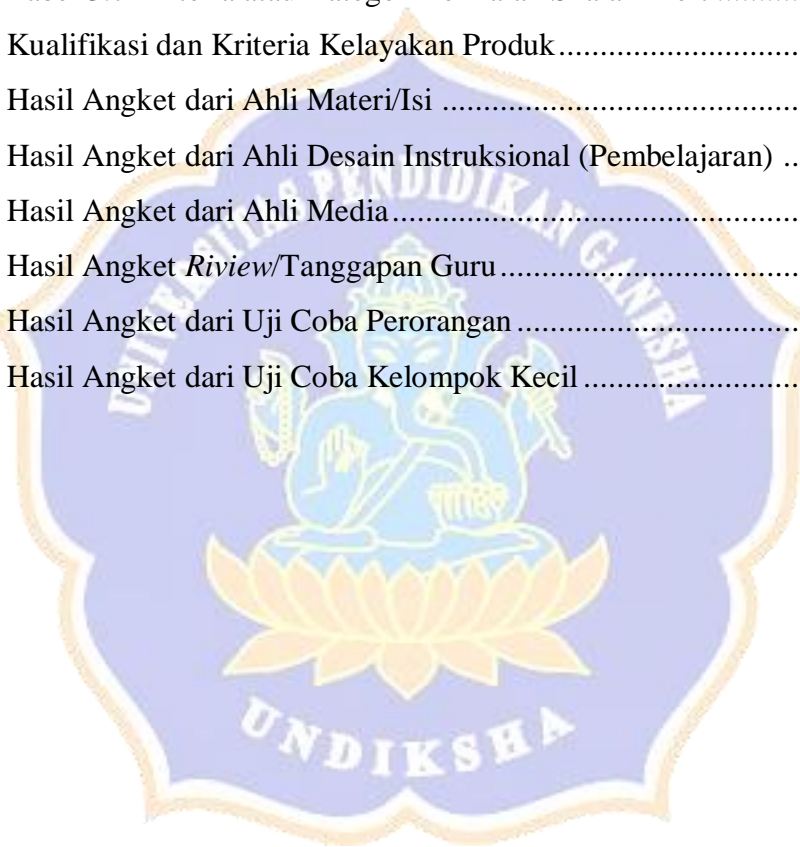 Kualifikasi dan Kriteria Kelayakan Produk..............................
Hasil Angket dari Ahli Materi/Isi ............................................
Hasil Angket dari Ahli Desain Instruksional (Pembelajaran) ..
Hasil Angket dari Ahli Media..................................................
Hasil Angket Riview/Tanggapan Guru.....................................
Hasil Angket dari Uji Coba Perorangan ...................................
Hasil Angket dari Uji Coba Kelompok Kecil ...........................
UNIVERSITAS PENDIDIKAN GANESHA
UNDIKSHA